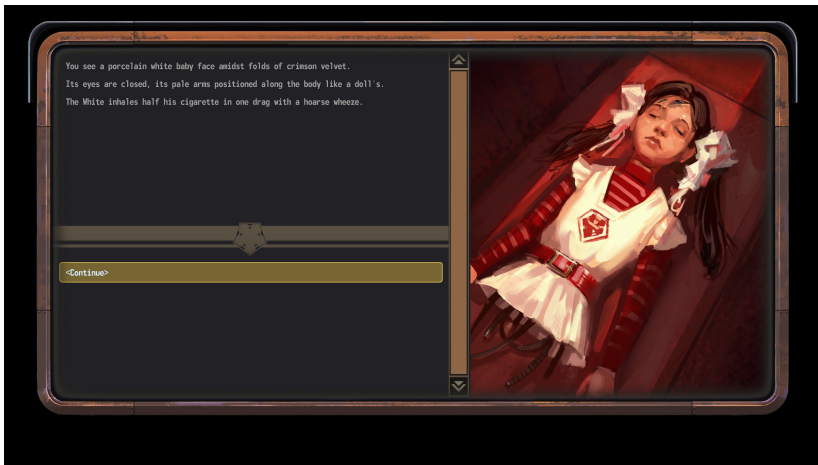 You see a porcelain white baby face amidst folds of crimson velvet.
Its eyes are closed, its pale arms positioned along the body like a doll's.
The White inhales half his cigarette in one drag with a hoarse wheeze.
<Continue>